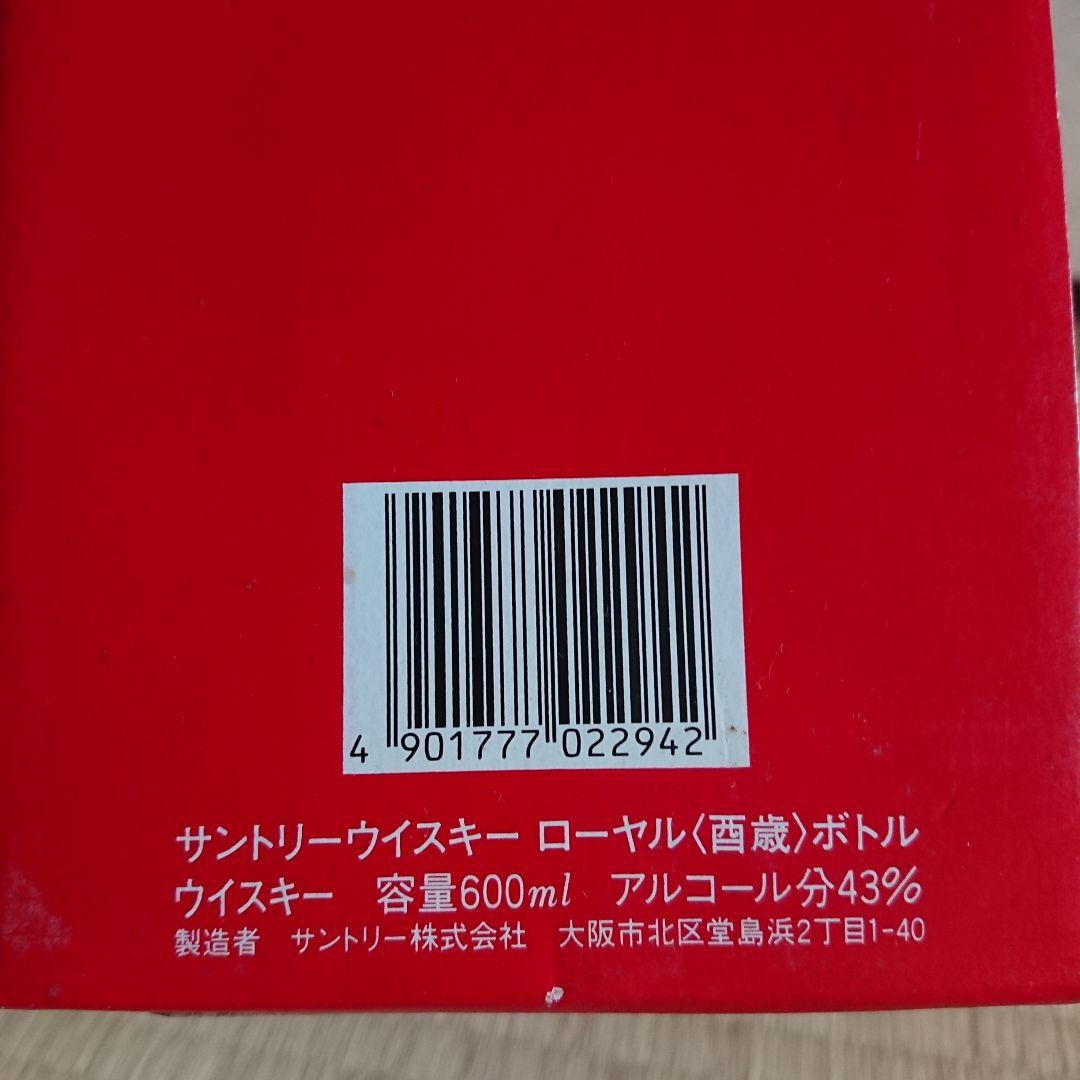 4 901777 022942
サントリーウイスキー ローヤル〈酉歳〉ボトル
ウイスキー 容量600ml アルコール分43%
製造者 サントリー株式会社 大阪市北区堂島浜2丁目1-40